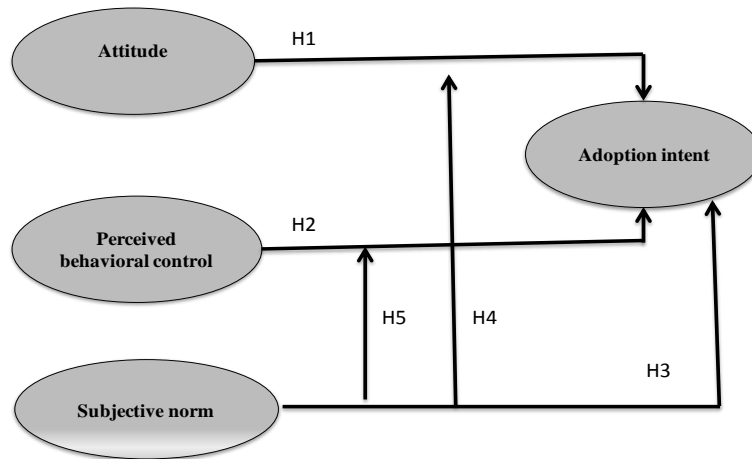 H1
Attitude
Adoption intent
H2
Perceived
behavioral control
H5
H4
H3
Subjective norm